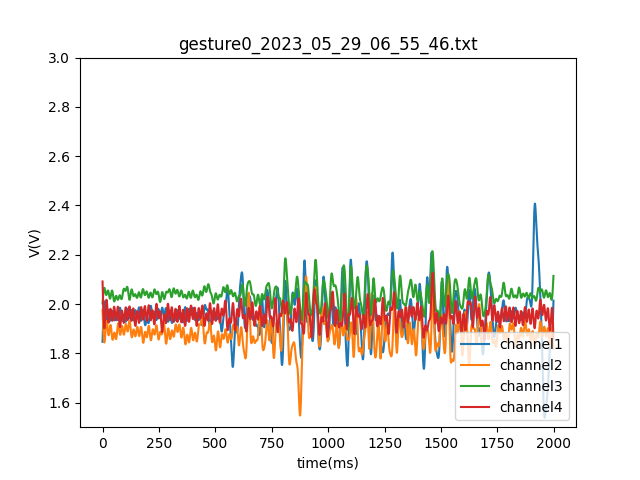 gesture0_2023_05_29_06_55_46.txt
3.0
2.8
2.6
2.4
2.2
2.0
1.8
1.6
V(V)
0 250 500 750 1000 1250 1500 1750 2000
time(ms)
channel1
channel2
channel3
channel4